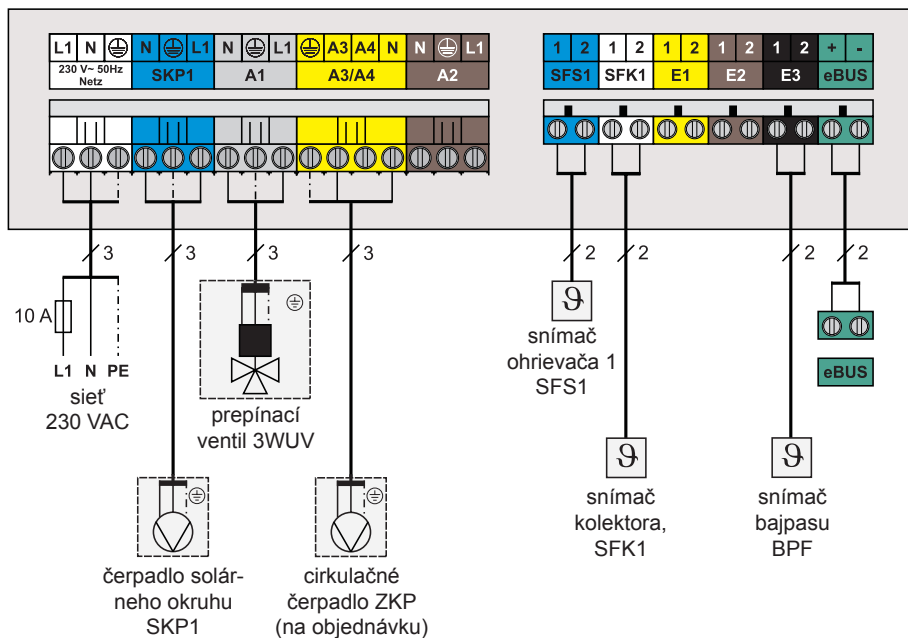 L1 N N L1 N L1 A3 A4 N N L1
230 V~ 50Hz
Netz
SKP1 A1 A3/A4 A2
1 2 1 2 1 2 1 2 1 2 + -
SFS1 SFK1 E1 E2 E3 eBUS
3 3 3 3 2 2 2 2
10 A
L1 N PE
sieť
230 VAC
prepínací
ventil 3WUV
ϑ
snímač
ohrievača 1
SFS1
eBUS
čerpadlo solár-
neho okruhu
SKP1
cirkulačné
čerpadlo ZKP
(na objednávku)
ϑ
snímač
kolektora,
SFK1
ϑ
snímač
bajpasu
BPF